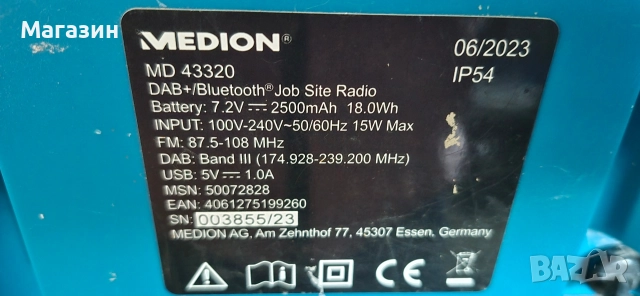 Магазин
MEDION®
06/2023
MD 43320
IP54
DAB+/Bluetooth® Job Site Radio
Battery: 7.2V⎓2500mAh 18.0Wh
INPUT: 100V-240V~50/60Hz 15W Max
FM: 87.5-108 MHz
DAB: Band III (174.928-239.200 MHz)
USB: 5V⎓1.0A
MSN: 50072828
EAN: 4061275199260
SN: 003855/23
MEDION AG, Am Zehnthof 77, 45307 Essen, Germany
CE
BAZAR
bg